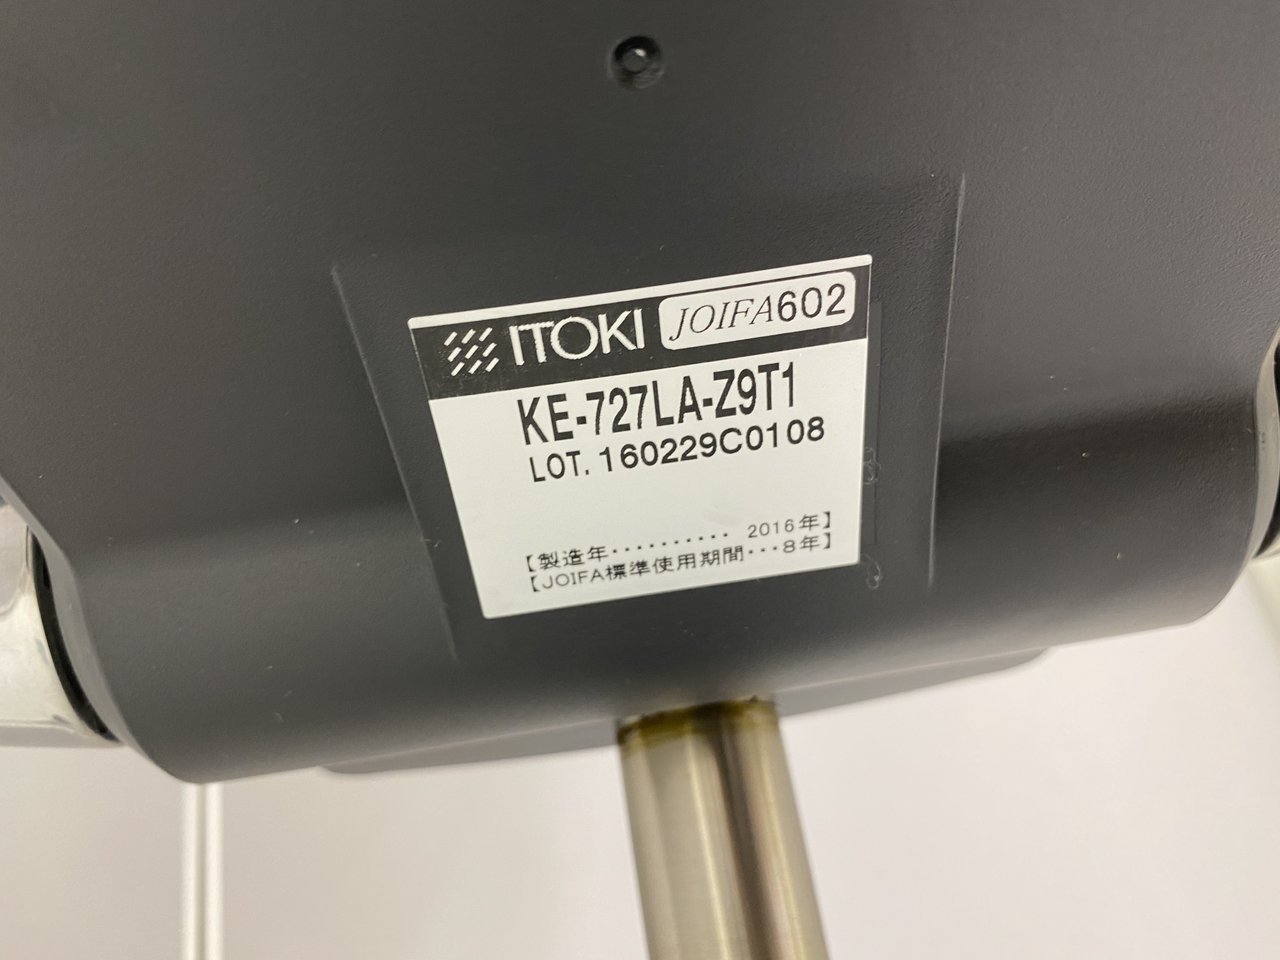 ITOKI JOIFA602
KE-727LA-Z9T1
LOT. 160229C0108
【製造年・・・・・・・・・・ 2016年】
【JOIFA標準使用期間・・・8年】